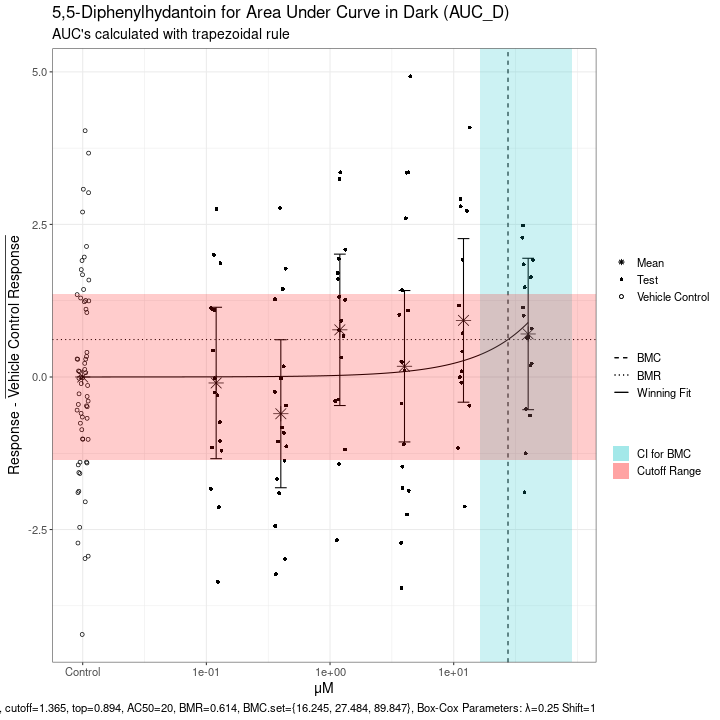 5,5-Diphenylhydantoin for Area Under Curve in Dark (AUC_D)
AUC's calculated with trapezoidal rule
Response - Vehicle Control Response
5.0
2.5
0.0
-2.5
Control
1e-01
1e+00
1e+01
μM
Mean
Test
Vehicle Control
BMC
BMR
Winning Fit
CI for BMC
Cutoff Range
, cutoff=1.365, top=0.894, AC50=20, BMR=0.614, BMC.set={16.245, 27.484, 89.847}, Box-Cox Parameters: λ=0.25 Shift=1